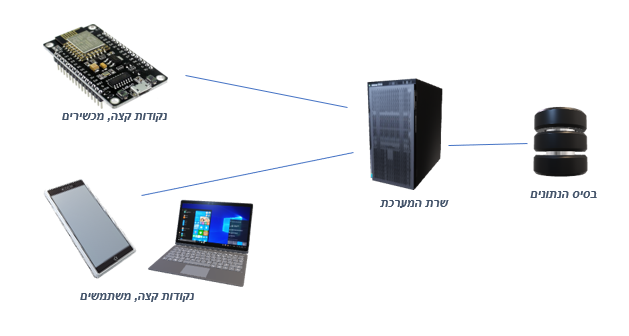 נקודות קצה, מכשירים
שרת המערכת
בסיס הנתונים
נקודות קצה, משתמשים